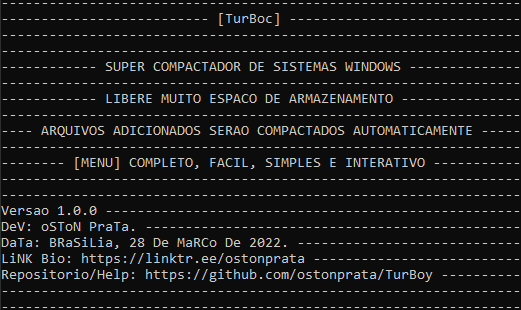 [TurBoc]
SUPER COMPACTADOR DE SISTEMAS WINDOWS
LIBERE MUITO ESPACO DE ARMAZENAMENTO
ARQUIVOS ADICIONADOS SERAO COMPACTADOS AUTOMATICAMENTE
[MENU] COMPLETO, FACIL, SIMPLES E INTERATIVO
Versao 1.0.0
DeV: oSToN PraTa.
DaTa: BRaSiLia, 28 De MaRCo De 2022.
LiNK Bio: https://linktr.ee/ostonprata
Repositorio/Help: https://github.com/ostonprata/TurBoy